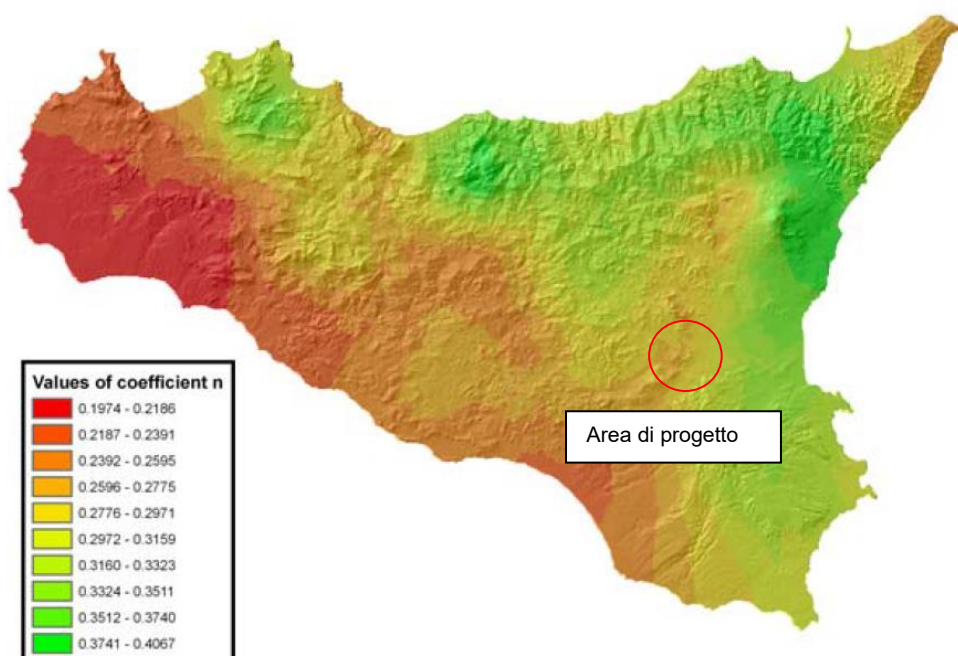 Area di progetto
Values of coefficient n
0.1974 - 0.2186
0.2187 - 0.2391
0.2392 - 0.2595
0.2596 - 0.2775
0.2776 - 0.2971
0.2972 - 0.3159
0.3160 - 0.3323
0.3324 - 0.3511
0.3512 - 0.3740
0.3741 - 0.4067